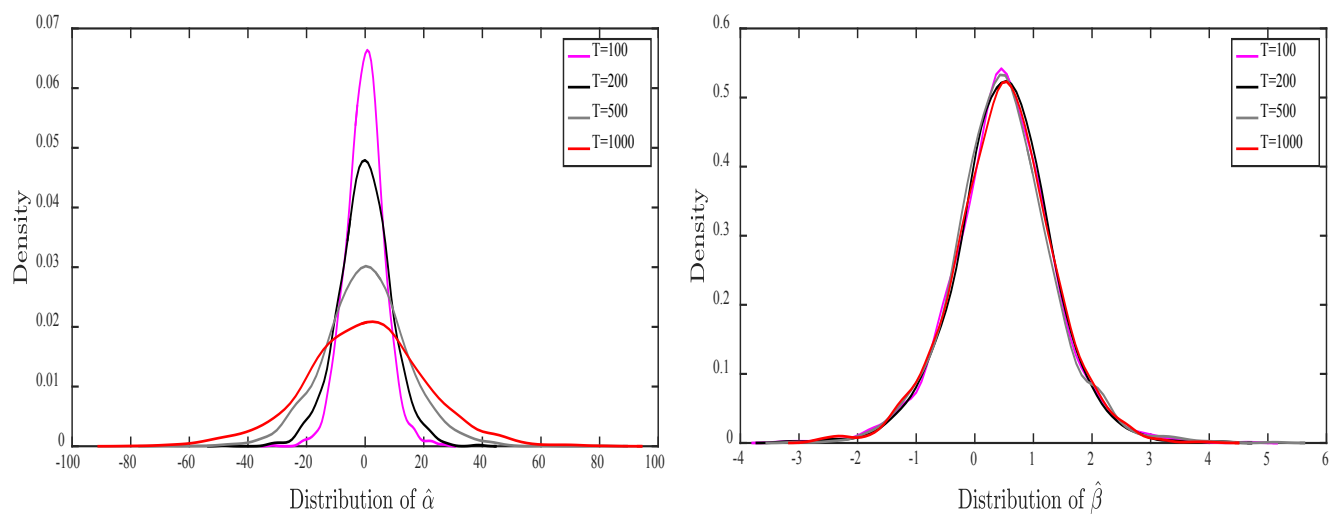 0.07
0.06
0.05
0.04
0.03
0.02
0.01
0
Density
-100 -80 -60 -40 -20 0 20 40 60 80 100
Distribution of α̂
T=100
T=200
T=500
T=1000
0.6
0.5
0.4
0.3
0.2
0.1
0
Density
-4 -3 -2 -1 0 1 2 3 4 5 6
Distribution of β̂
T=100
T=200
T=500
T=1000